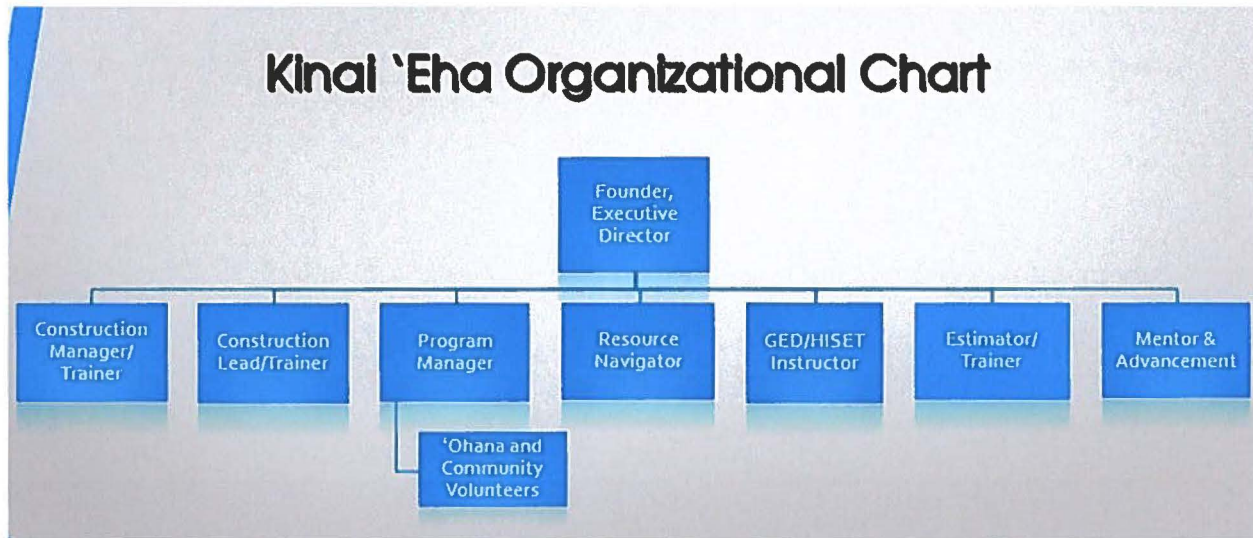 Kinai `Eha Organizational Chart
Founder,
Executive
Director
Construction
Manager/
Trainer
Construction
Lead/Trainer
Program
Manager
Resource
Navigator
GED/HISET
Instructor
Estimator/
Trainer
Mentor &
Advancement
‘Ohana and
Community
Volunteers